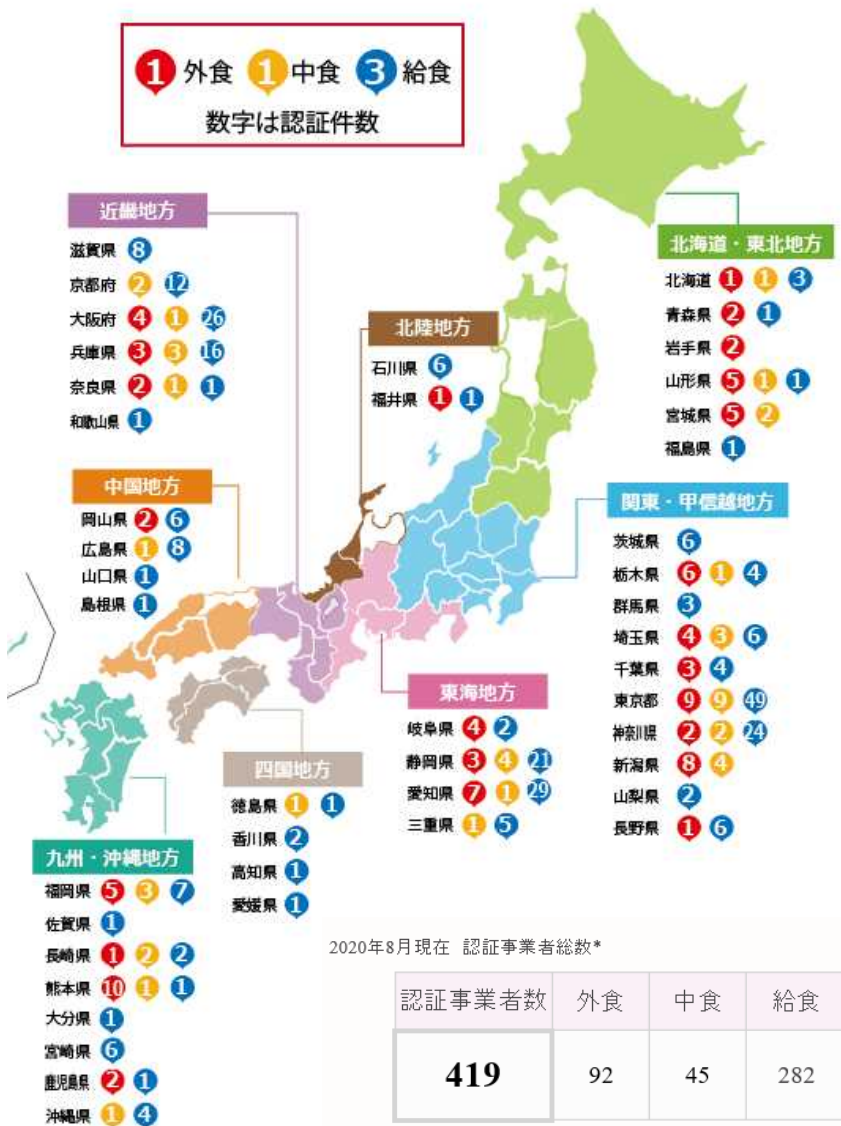 1 外食 1 中食 3 給食
数字は認証件数
近畿地方
滋賀県 8
京都府 2 12
大阪府 4 1 26
兵庫県 3 3 16
奈良県 2 1 1
和歌山県 1
北陸地方
石川県 6
福井県 1 1
北海道・東北地方
北海道 1 1 3
青森県 2 1
岩手県 2
山形県 5 1 1
宮城県 5 2
福島県 1
中国地方
岡山県 2 6
広島県 1 8
山口県 1
島根県 1
関東・甲信越地方
茨城県 6
栃木県 6 1 4
群馬県 3
埼玉県 4 3 6
千葉県 3 4
東京都 9 9 49
神奈川県 2 2 24
新潟県 8 4
山梨県 2
長野県 1 6
東海地方
岐阜県 4 2
静岡県 3 4 21
愛知県 7 1 29
三重県 1 5
四国地方
徳島県 1 1
香川県 2
高知県 1
愛媛県 1
九州・沖縄地方
福岡県 5 3 7
佐賀県 1
長崎県 1 2 2
熊本県 10 1 1
大分県 1
宮崎県 6
鹿児島県 2 1
沖縄県 1 4
2020年8月現在 認証事業者総数*
認証事業者数 外食 中食 給食
419 92 45 282